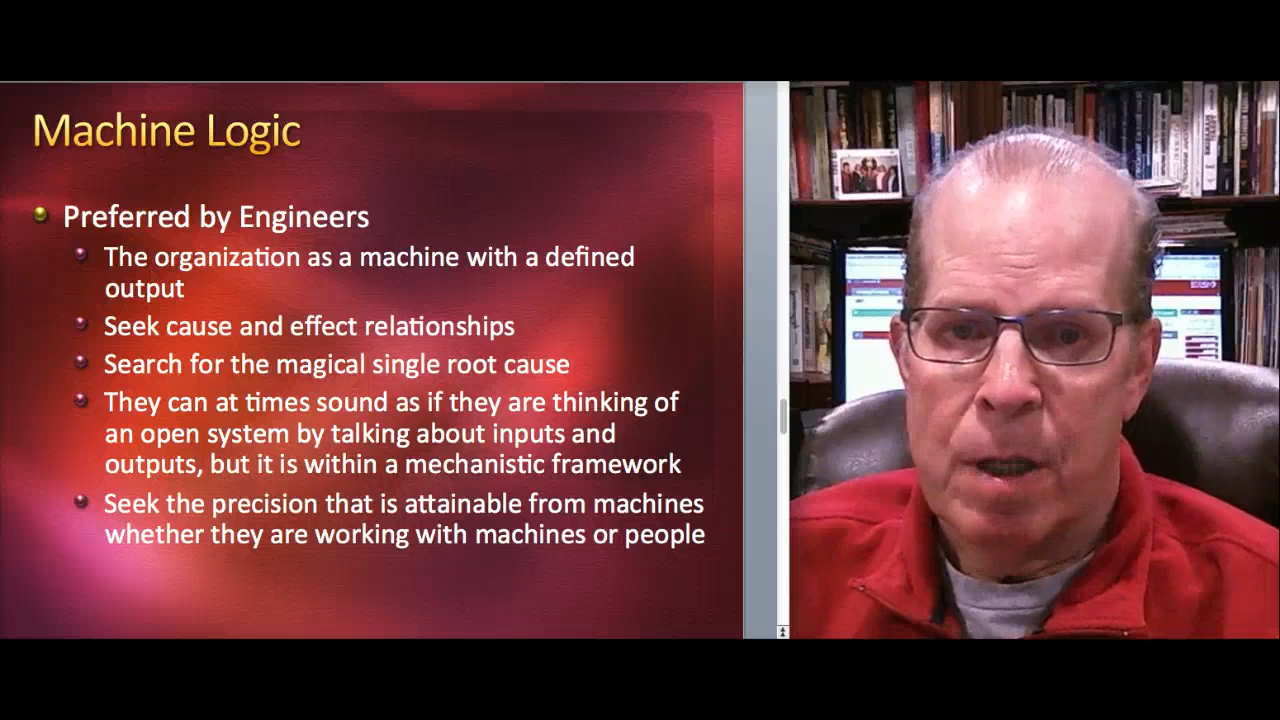 Machine Logic
Preferred by Engineers
The organization as a machine with a defined
output
Seek cause and effect relationships
Search for the magical single root cause
They can at times sound as if they are thinking of
an open system by talking about inputs and
outputs, but it is within a mechanistic framework
Seek the precision that is attainable from machines
whether they are working with machines or people